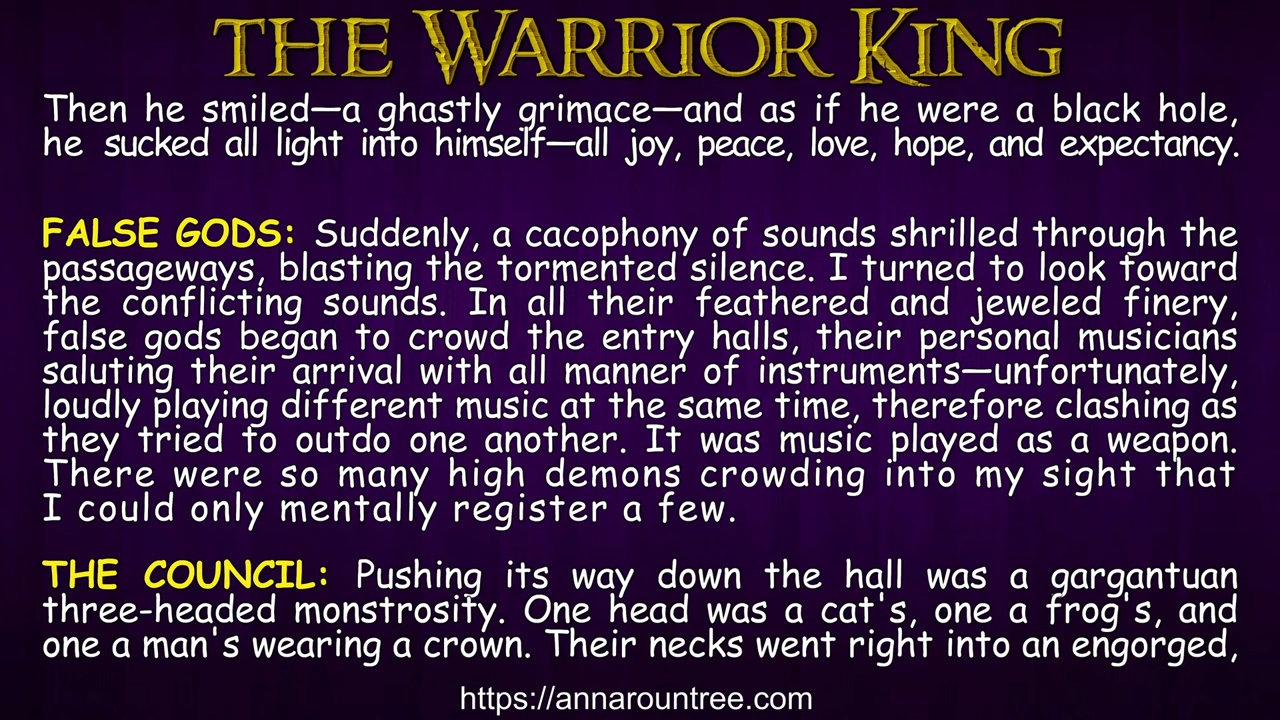 THE WARRIOR KING
Then he smiled—a ghastly grimace—and as if he were a black hole,
he sucked all light into himself—all joy, peace, love, hope, and expectancy.
FALSE GODS: Suddenly, a cacophony of sounds shrilled through the
passageways, blasting the tormented silence. I turned to look toward
the conflicting sounds. In all their feathered and jeweled finery,
false gods began to crowd the entry halls, their personal musicians
saluting their arrival with all manner of instruments—unfortunately,
loudly playing different music at the same time, therefore clashing as
they tried to outdo one another. It was music played as a weapon.
There were so many high demons crowding into my sight that
I could only mentally register a few.
THE COUNCIL: Pushing its way down the hall was a gargantuan
three-headed monstrosity. One head was a cat's, one a frog's, and
one a man's wearing a crown. Their necks went right into an engorged,
https://annarountree.com